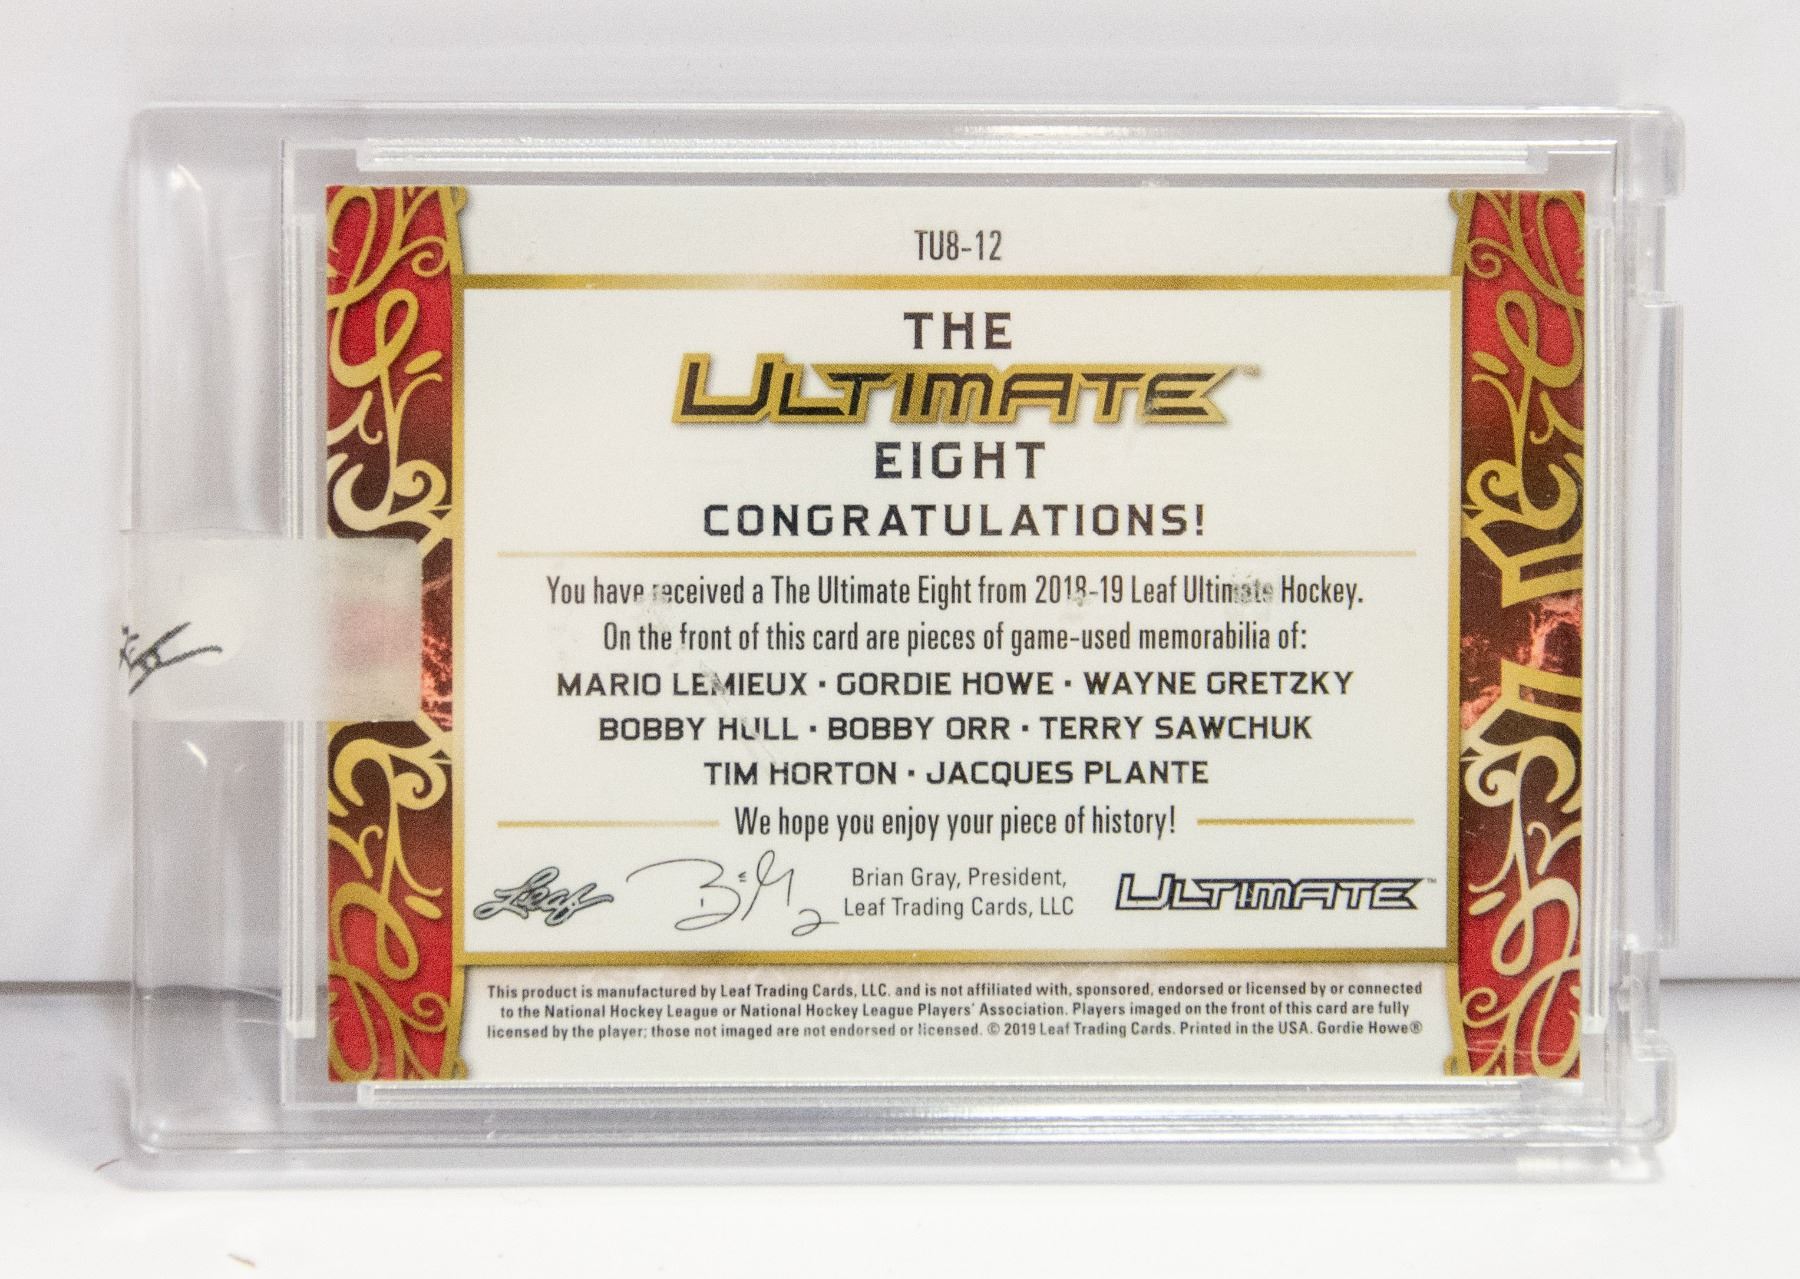 TU8-12
THE
ULTIMATE™
EIGHT
CONGRATULATIONS!
You have received a The Ultimate Eight from 2018-19 Leaf Ultimate Hockey.
On the front of this card are pieces of game-used memorabilia of:
MARIO LEMIEUX · GORDIE HOWE · WAYNE GRETZKY
BOBBY HULL · BOBBY ORR · TERRY SAWCHUK
TIM HORTON · JACQUES PLANTE
We hope you enjoy your piece of history!
Leaf
Brian Gray, President,
Leaf Trading Cards, LLC
ULTIMATE™
This product is manufactured by Leaf Trading Cards, LLC. and is not affiliated with, sponsored, endorsed or licensed by or connected
to the National Hockey League or National Hockey League Players' Association. Players imaged on the front of this card are fully
licensed by the player; those not imaged are not endorsed or licensed. © 2019 Leaf Trading Cards. Printed in the USA. Gordie Howe®